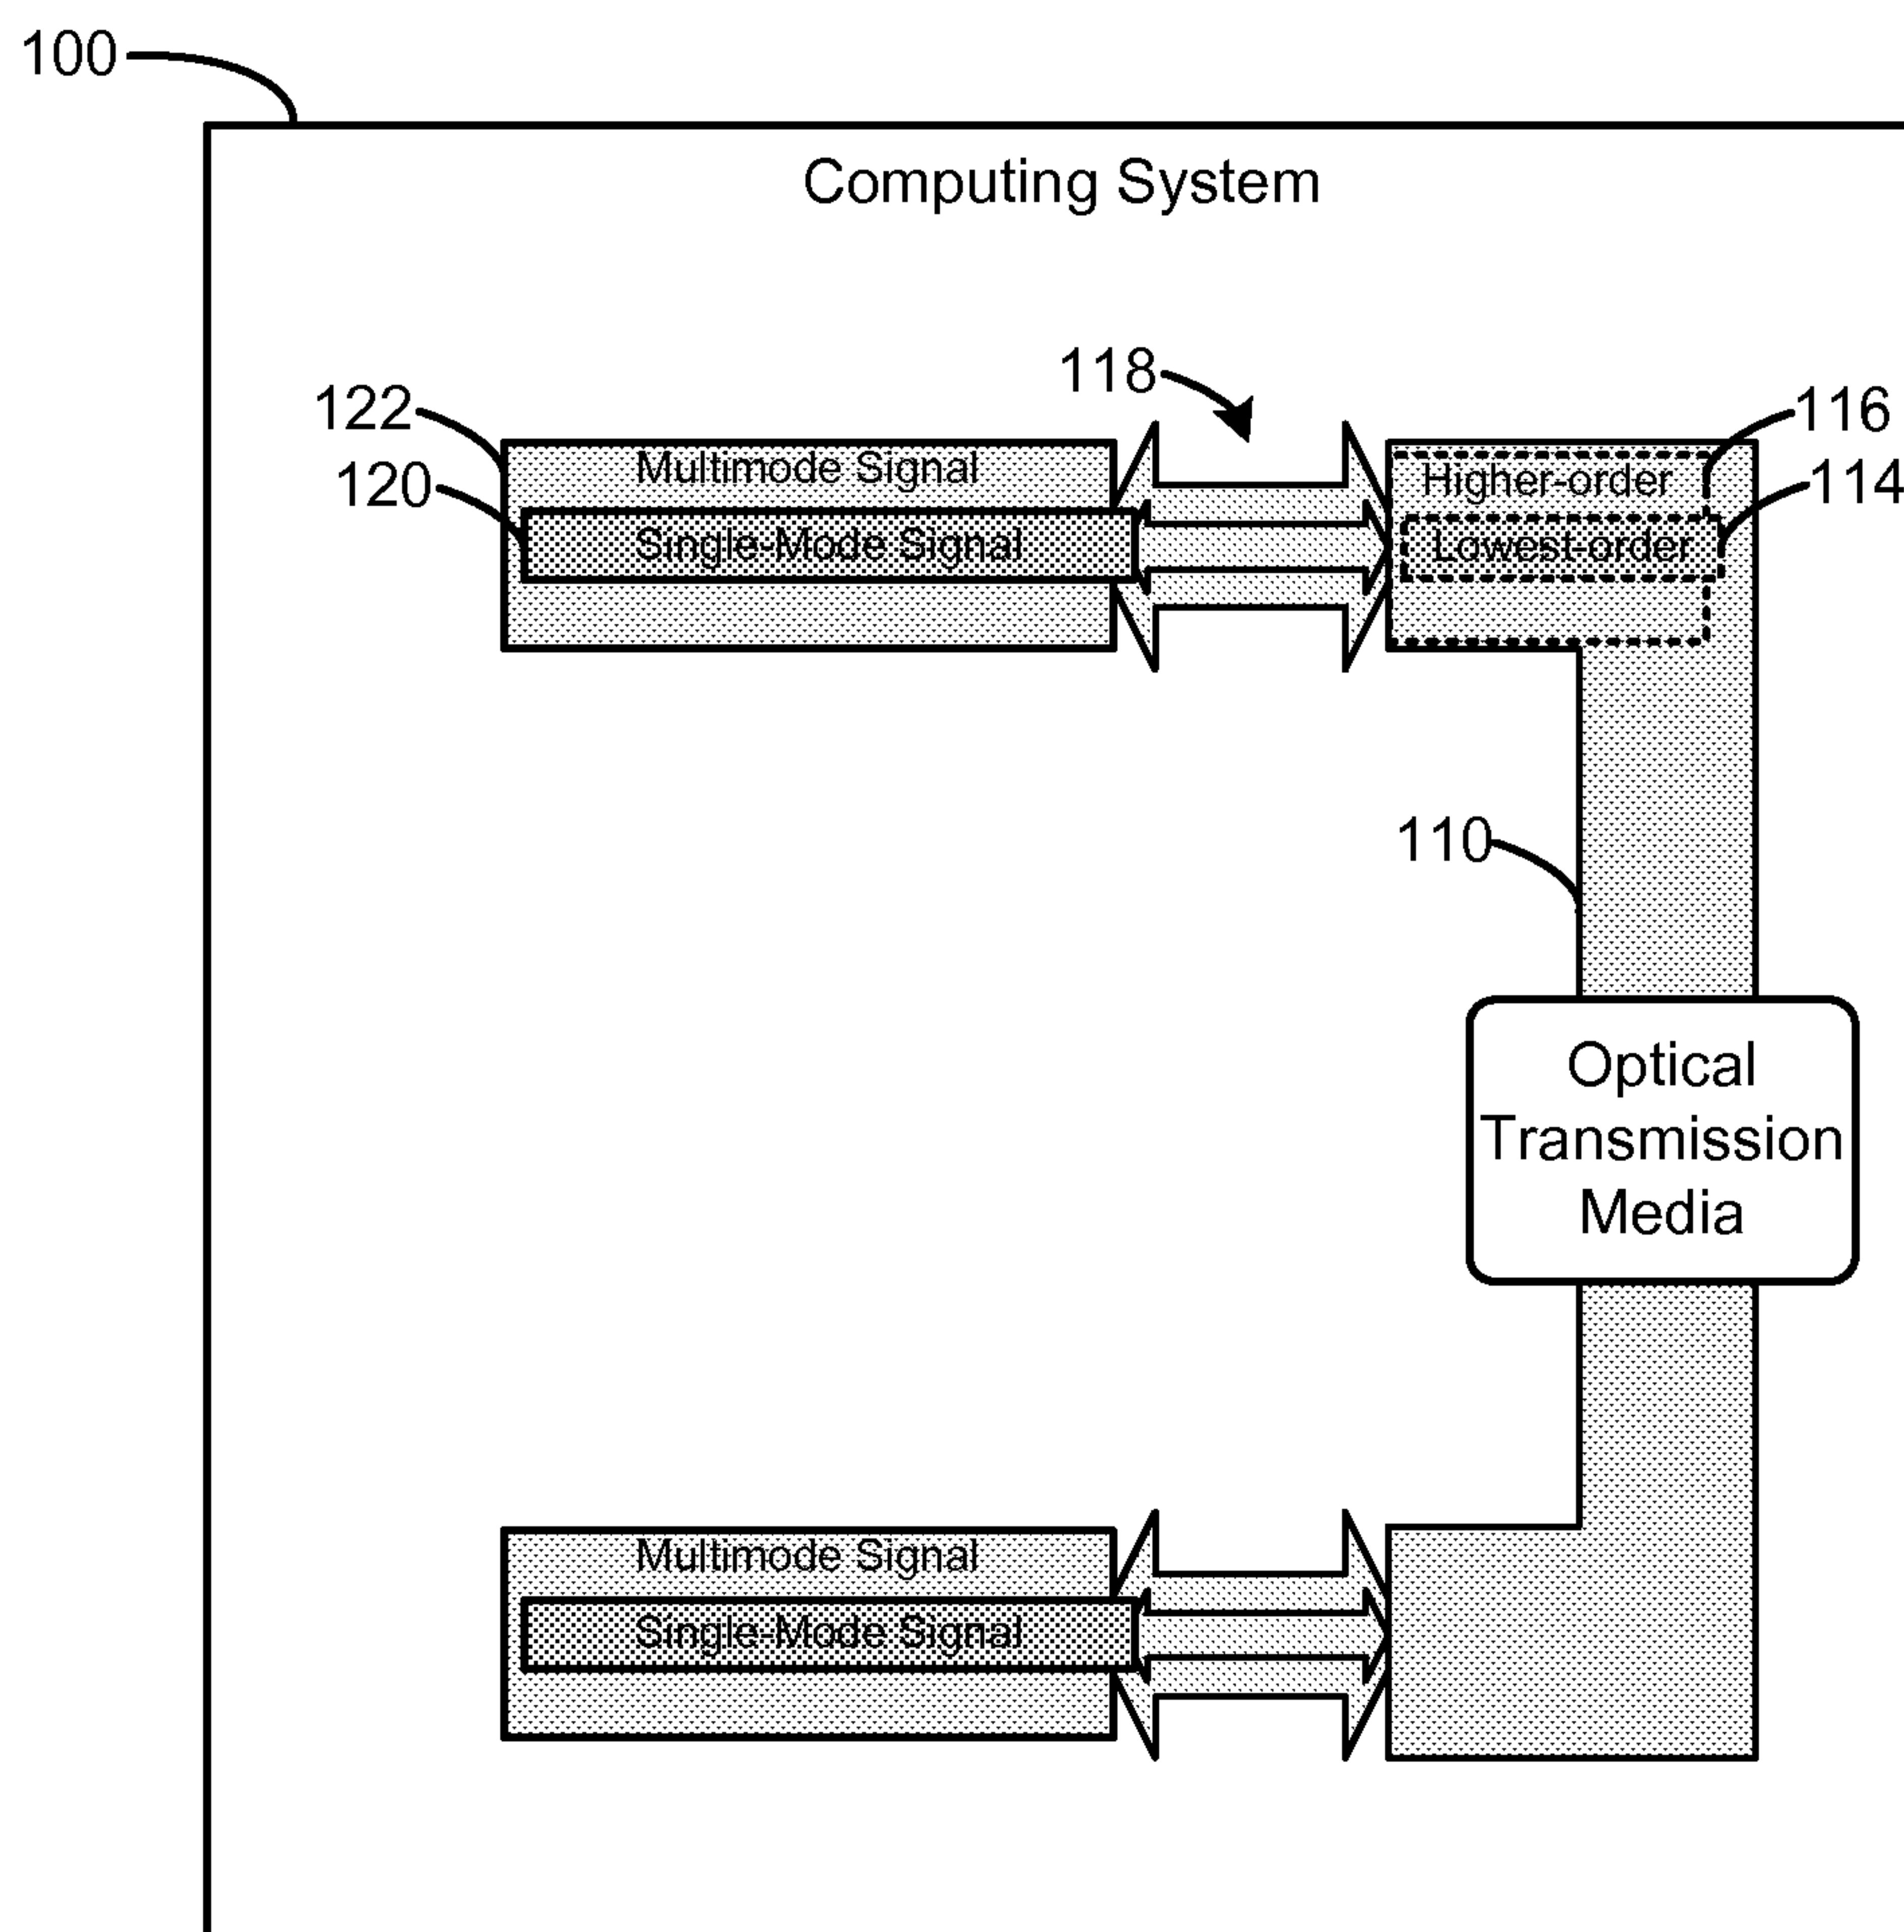 100
Computing System
118
122
116
Multimode Signal
Higher-order
120
114
Single-Mode Signal
Lowest-order
110
Optical
Transmission
Media
Multimode Signal
Single-Mode Signal